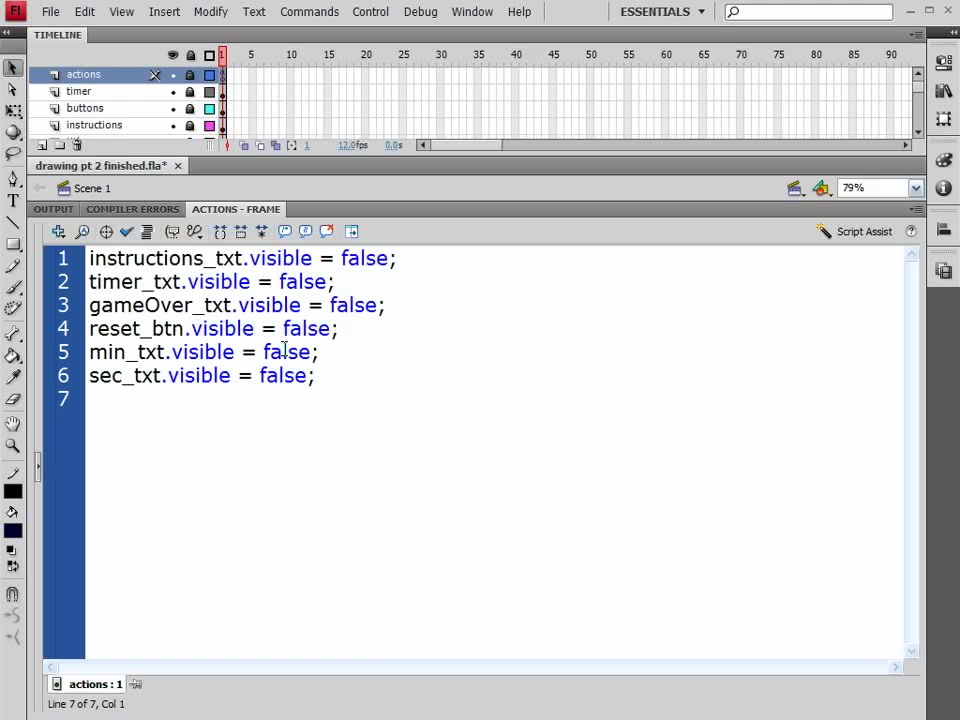 Fl File Edit View Insert Modify Text Commands Control Debug Window Help ESSENTIALS
TIMELINE
1 5 10 15 20 25 30 35 40 45 50 55 60 65 70 75 80 85 90
actions
timer
buttons
instructions
1 12.0fps 0.0s
drawing pt 2 finished.fla*
Scene 1 79%
OUTPUT COMPILER ERRORS ACTIONS - FRAME
Script Assist
1 instructions_txt.visible = false;
2 timer_txt.visible = false;
3 gameOver_txt.visible = false;
4 reset_btn.visible = false;
5 min_txt.visible = false;
6 sec_txt.visible = false;
7
actions : 1
Line 7 of 7, Col 1